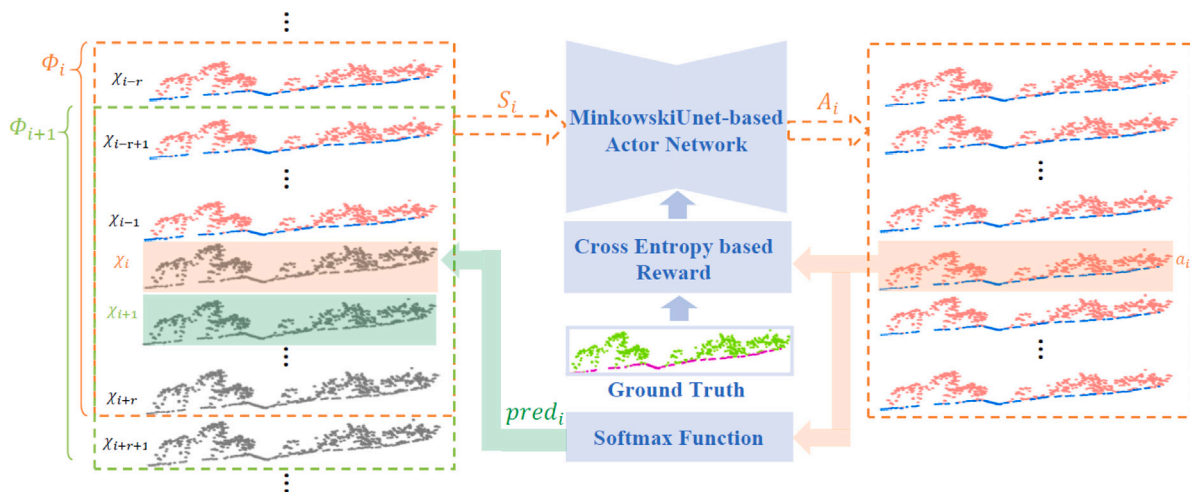 ⋮
Φᵢ
χᵢ₋ᵣ
Φᵢ₊₁
χᵢ₋ᵣ₊₁
⋮
χᵢ₋₁
χᵢ
χᵢ₊₁
⋮
χᵢ₊ᵣ
χᵢ₊ᵣ₊₁
⋮
Sᵢ
MinkowskiUnet-based
Actor Network
Aᵢ
Cross Entropy based
Reward
Ground Truth
predᵢ
Softmax Function
⋮
aᵢ
⋮